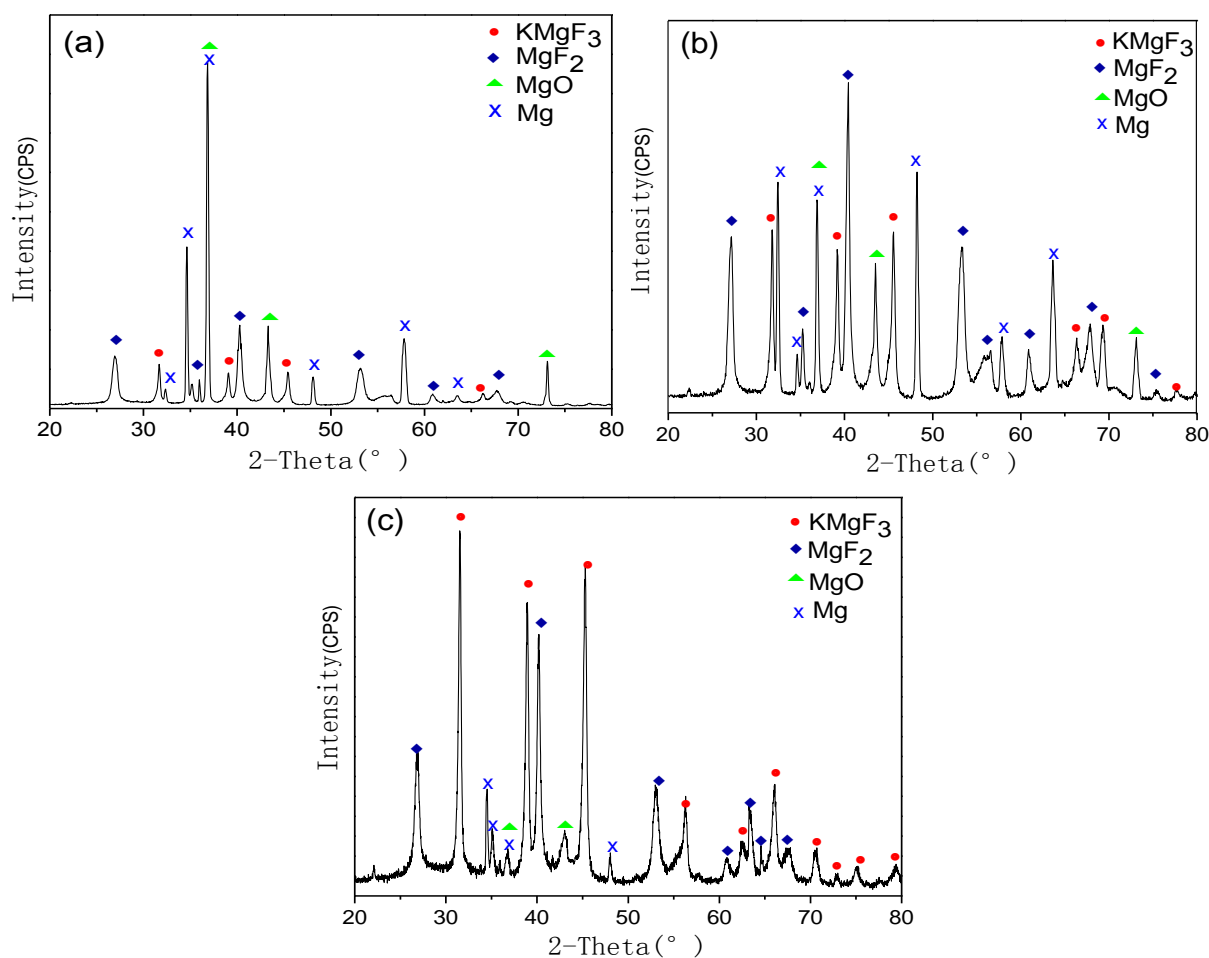 (a)
KMgF3
MgF2
MgO
Mg
Intensity(CPS)
20 30 40 50 60 70 80
2-Theta(° )
(b)
KMgF3
MgF2
MgO
Mg
Intensity(CPS)
20 30 40 50 60 70 80
2-Theta(° )
(c)
KMgF3
MgF2
MgO
Mg
Intensity(CPS)
20 30 40 50 60 70 80
2-Theta(° )